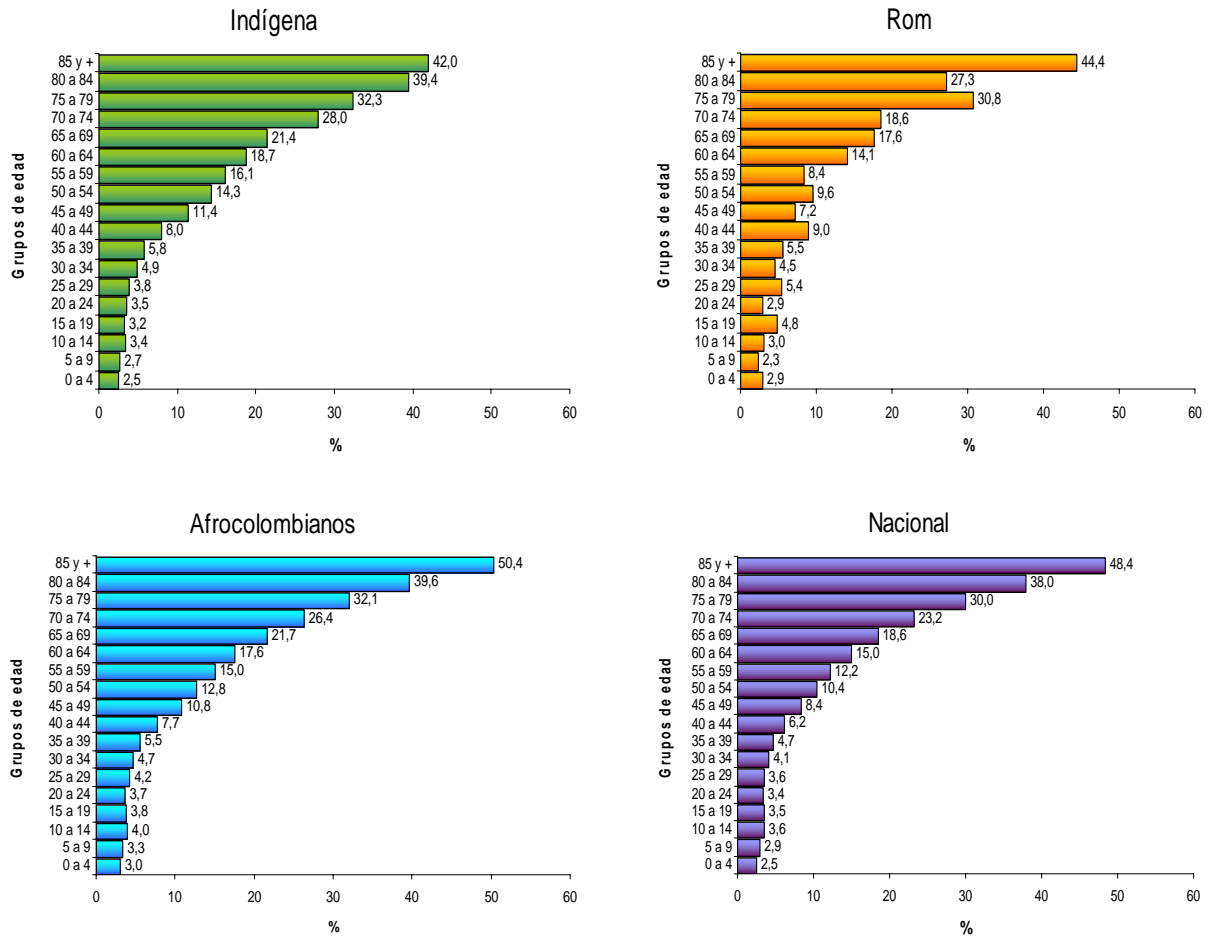 Indígena
Grupos de edad
85 y + 42,0
80 a 84 39,4
75 a 79 32,3
70 a 74 28,0
65 a 69 21,4
60 a 64 18,7
55 a 59 16,1
50 a 54 14,3
45 a 49 11,4
40 a 44 8,0
35 a 39 5,8
30 a 34 4,9
25 a 29 3,8
20 a 24 3,5
15 a 19 3,2
10 a 14 3,4
5 a 9 2,7
0 a 4 2,5
0 10 20 30 40 50 60
%
Rom
Grupos de edad
85 y + 44,4
80 a 84 27,3
75 a 79 30,8
70 a 74 18,6
65 a 69 17,6
60 a 64 14,1
55 a 59 8,4
50 a 54 9,6
45 a 49 7,2
40 a 44 9,0
35 a 39 5,5
30 a 34 4,5
25 a 29 5,4
20 a 24 2,9
15 a 19 4,8
10 a 14 3,0
5 a 9 2,3
0 a 4 2,9
0 10 20 30 40 50 60
%
Afrocolombianos
Grupos de edad
85 y + 50,4
80 a 84 39,6
75 a 79 32,1
70 a 74 26,4
65 a 69 21,7
60 a 64 17,6
55 a 59 15,0
50 a 54 12,8
45 a 49 10,8
40 a 44 7,7
35 a 39 5,5
30 a 34 4,7
25 a 29 4,2
20 a 24 3,7
15 a 19 3,8
10 a 14 4,0
5 a 9 3,3
0 a 4 3,0
0 10 20 30 40 50 60
%
Nacional
Grupos de edad
85 y + 48,4
80 a 84 38,0
75 a 79 30,0
70 a 74 23,2
65 a 69 18,6
60 a 64 15,0
55 a 59 12,2
50 a 54 10,4
45 a 49 8,4
40 a 44 6,2
35 a 39 4,7
30 a 34 4,1
25 a 29 3,6
20 a 24 3,4
15 a 19 3,5
10 a 14 3,6
5 a 9 2,9
0 a 4 2,5
0 10 20 30 40 50 60
%